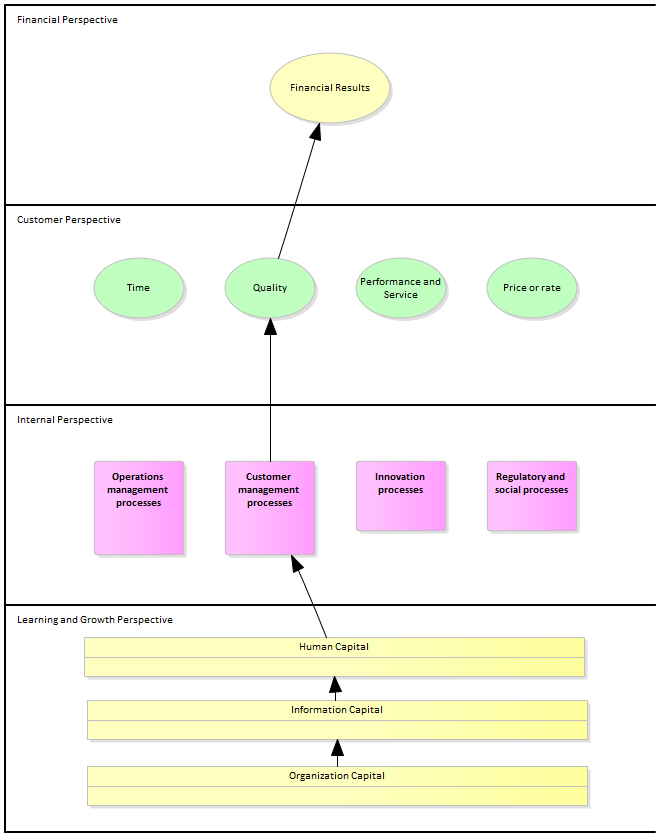 Financial Perspective
Financial Results
Customer Perspective
Time
Quality
Performance and
Service
Price or rate
Internal Perspective
Operations
management
processes
Customer
management
processes
Innovation
processes
Regulatory and
social processes
Learning and Growth Perspective
Human Capital
Information Capital
Organization Capital